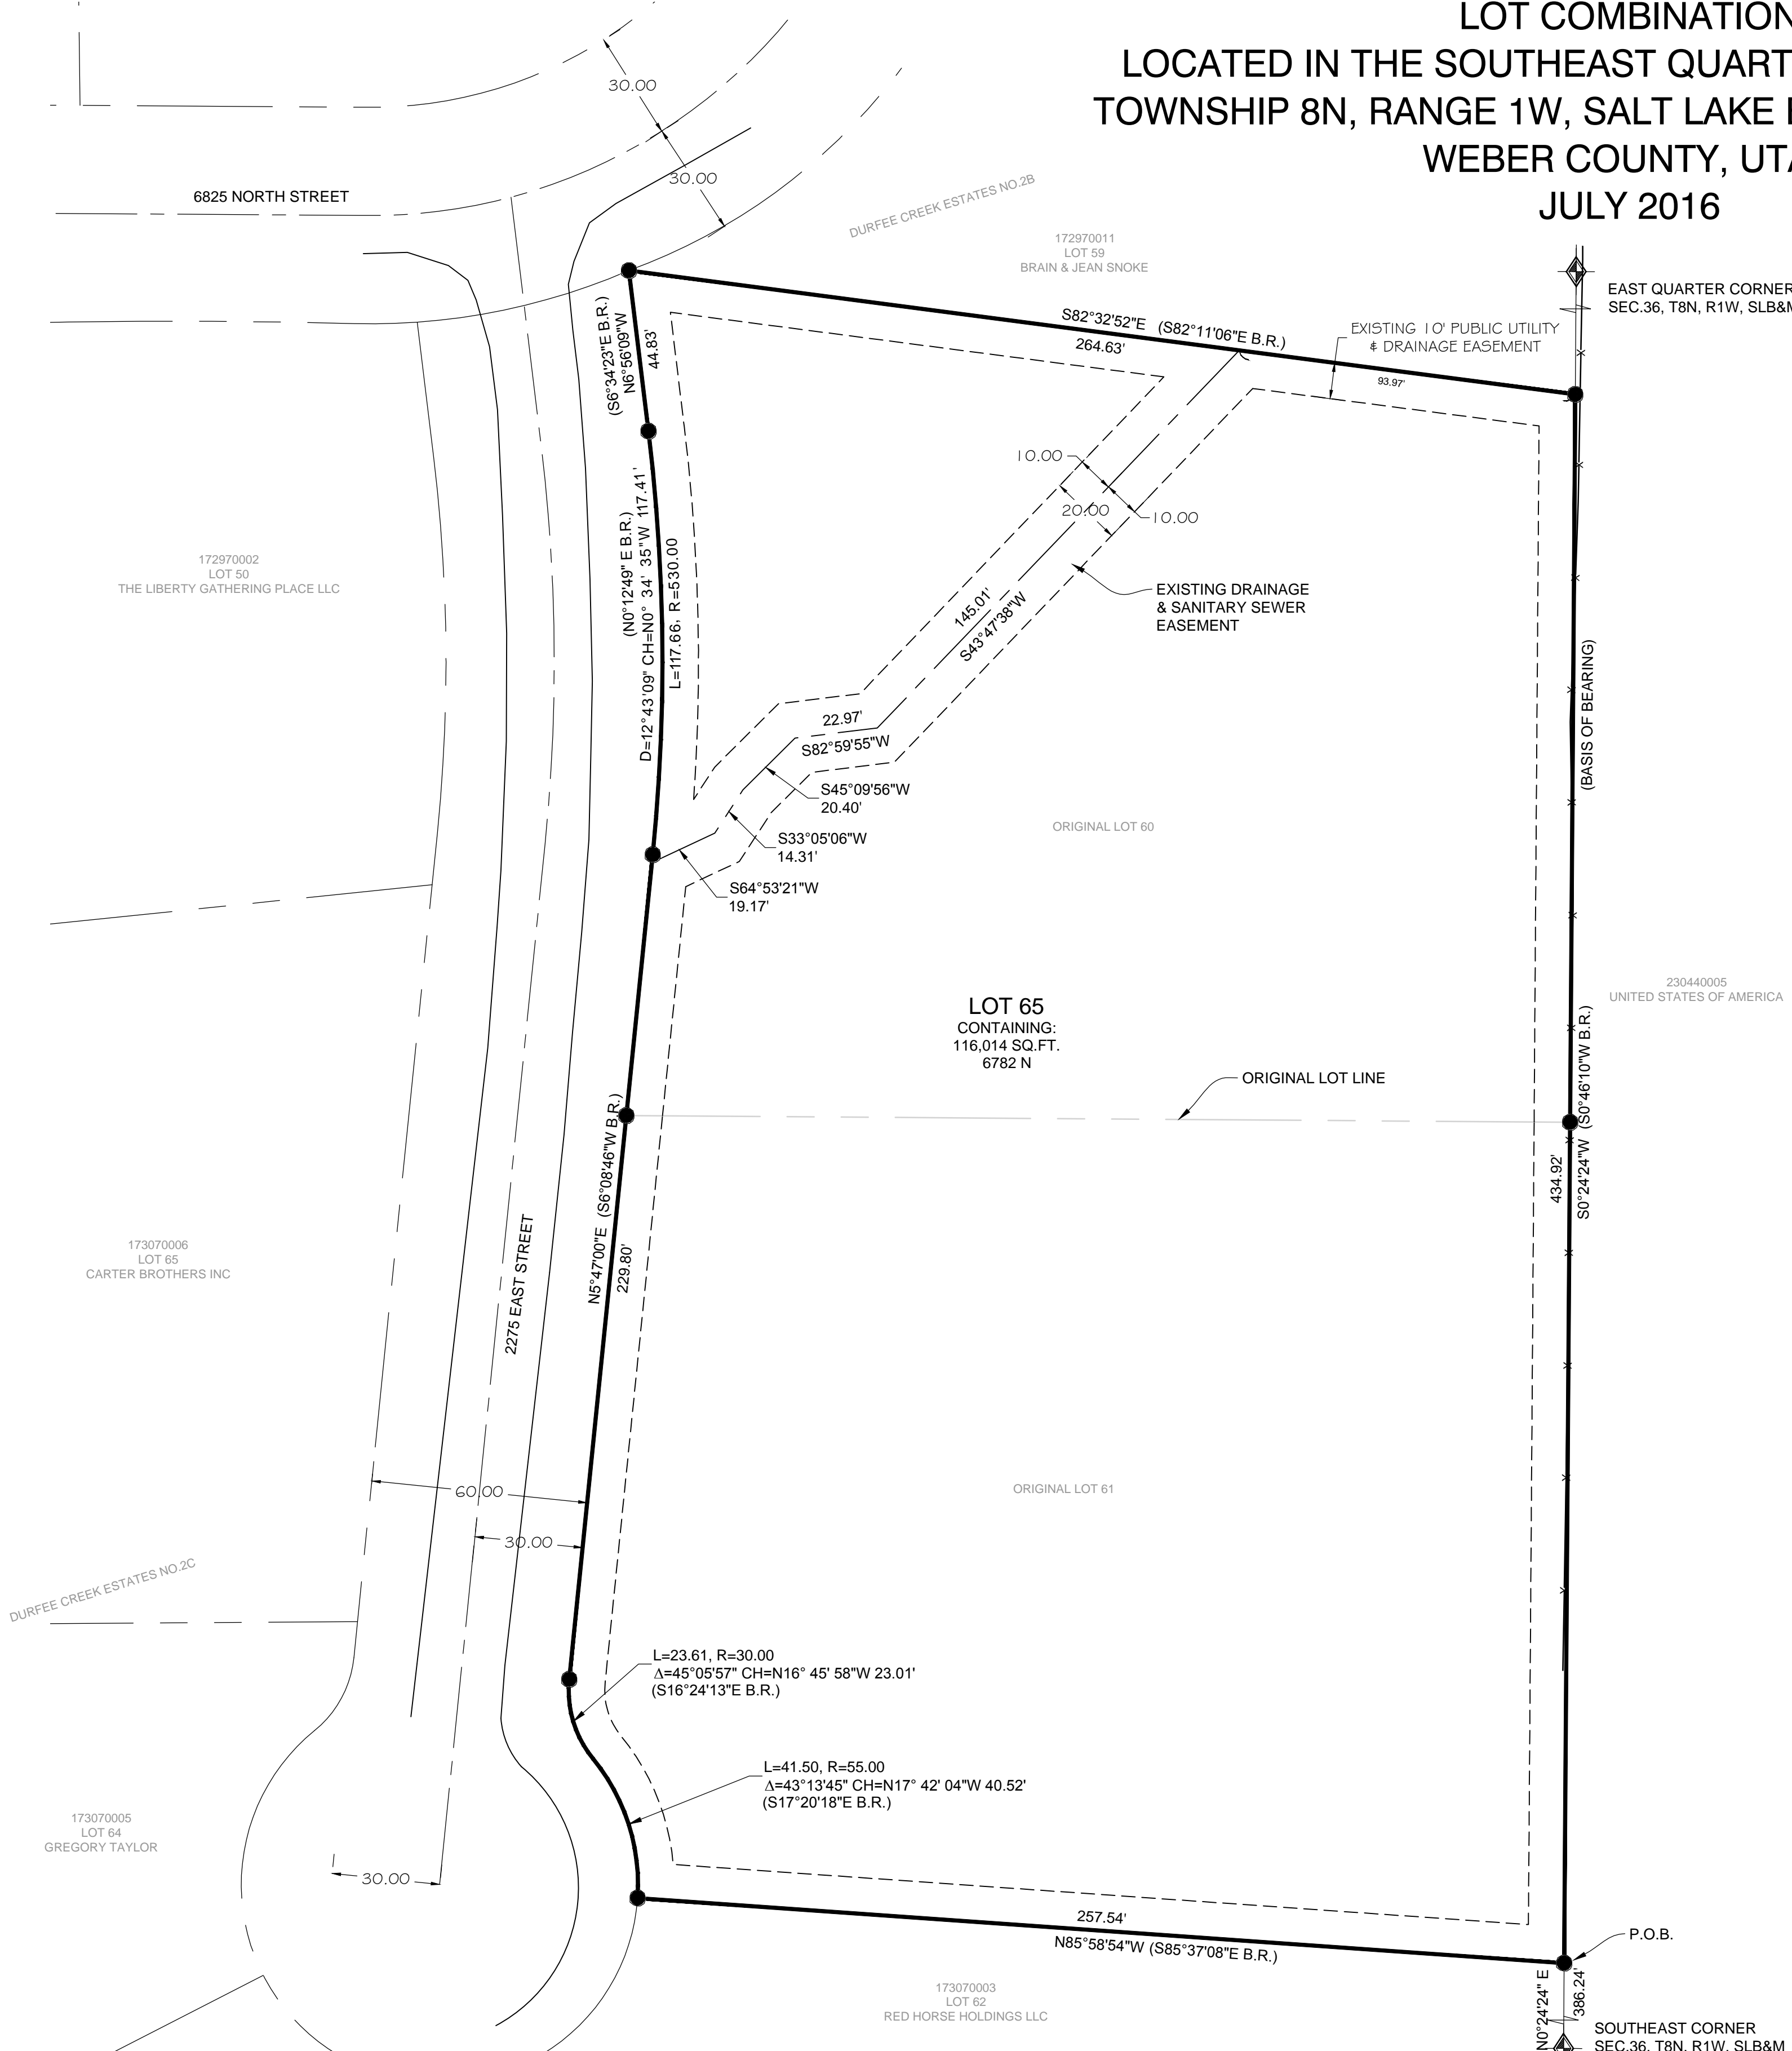 LOT COMBINATION
LOCATED IN THE SOUTHEAST QUART
TOWNSHIP 8N, RANGE 1W, SALT LAKE
WEBER COUNTY, UTA
JULY 2016
30.00
30.00
6825 NORTH STREET
DURFEE CREEK ESTATES NO.2B
172970011
LOT 59
BRAIN & JEAN SNOKE
EAST QUARTER CORNER
SEC.36, T8N, R1W, SLB&M
S82°32'52"E (S82°11'06"E B.R.)
264.63'
EXISTING 10' PUBLIC UTILITY
& DRAINAGE EASEMENT
93.97'
(S6°34'23"E B.R.)
N6°56'09"W
44.83'
10.00
20.00
10.00
(N0°12'49" E B.R.)
D=12°43'09" CH=N0° 34' 35"W 117.41'
L=117.66, R=530.00
172970002
LOT 50
THE LIBERTY GATHERING PLACE LLC
EXISTING DRAINAGE
& SANITARY SEWER
EASEMENT
145.01'
S43°47'38"W
(BASIS OF BEARING)
22.97'
S82°59'55"W
S45°09'56"W
20.40'
S33°05'06"W
14.31'
S64°53'21"W
19.17'
ORIGINAL LOT 60
230440005
UNITED STATES OF AMERICA
LOT 65
CONTAINING:
116,014 SQ.FT.
6782 N
ORIGINAL LOT LINE
434.92'
S0°24'24"W (S0°46'10"W B.R.)
N5°47'00"E (S6°08'46"W B.R.)
229.80'
2275 EAST STREET
173070006
LOT 65
CARTER BROTHERS INC
60.00
30.00
ORIGINAL LOT 61
DURFEE CREEK ESTATES NO.2C
L=23.61, R=30.00
Δ=45°05'57" CH=N16° 45' 58"W 23.01'
(S16°24'13"E B.R.)
L=41.50, R=55.00
Δ=43°13'45" CH=N17° 42' 04"W 40.52'
(S17°20'18"E B.R.)
173070005
LOT 64
GREGORY TAYLOR
30.00
257.54'
N85°58'54"W (S85°37'08"E B.R.)
P.O.B.
173070003
LOT 62
RED HORSE HOLDINGS LLC
N0°24'24" E
386.24'
SOUTHEAST CORNER
SEC.36, T8N, R1W, SLB&M